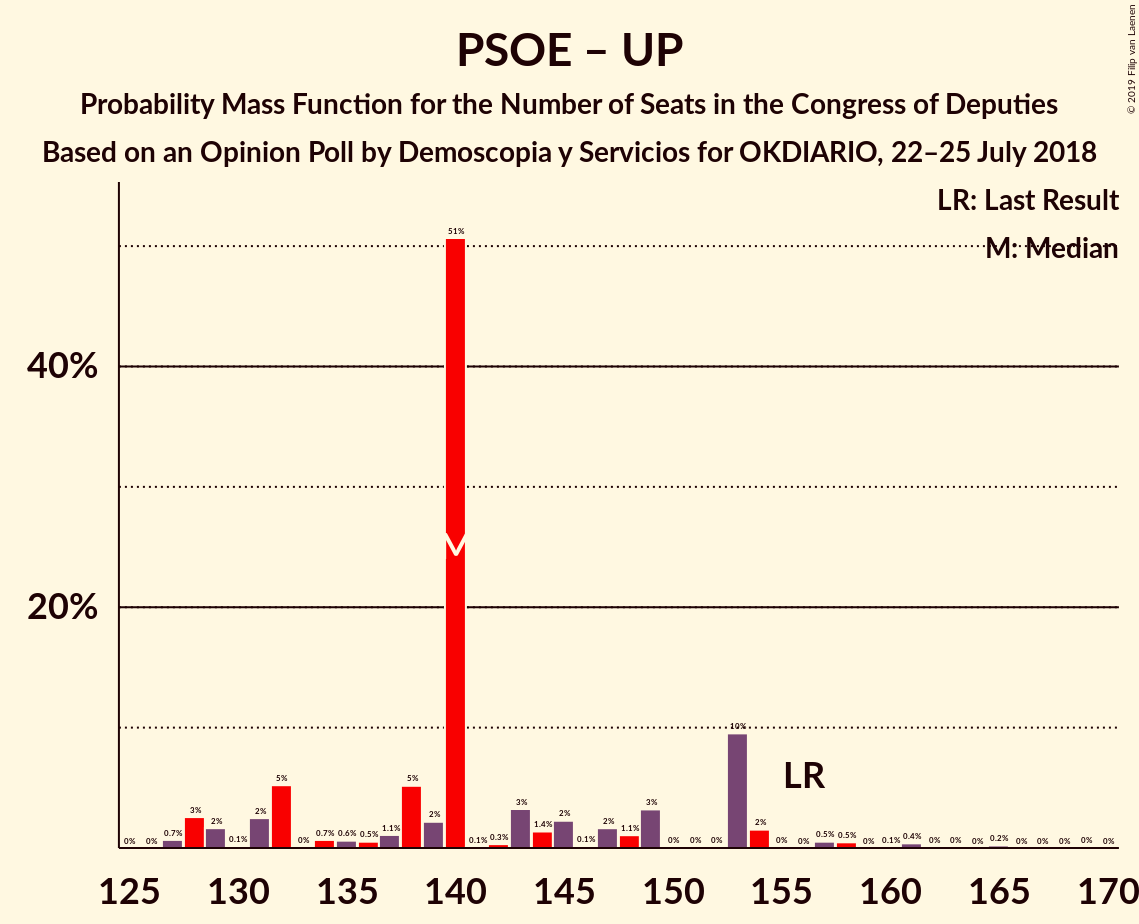 PSOE – UP
Probability Mass Function for the Number of Seats in the Congress of Deputies
Based on an Opinion Poll by Demoscopia y Servicios for OKDIARIO, 22–25 July 2018
© 2019 Filip van Laenen
LR: Last Result
M: Median
51%
40%
20%
0% 0% 0.7% 3% 2% 0.1% 2% 5% 0% 0.7% 0.6% 0.5% 1.1% 5% 2% 0.1% 0.3% 3% 1.4% 2% 0.1% 2% 1.1% 3% 0% 0% 0% 10% 2% 0% 0% 0.5% 0.5% 0% 0.1% 0.4% 0% 0% 0% 0.2% 0% 0% 0% 0% 0%
LR
125 130 135 140 145 150 155 160 165 170